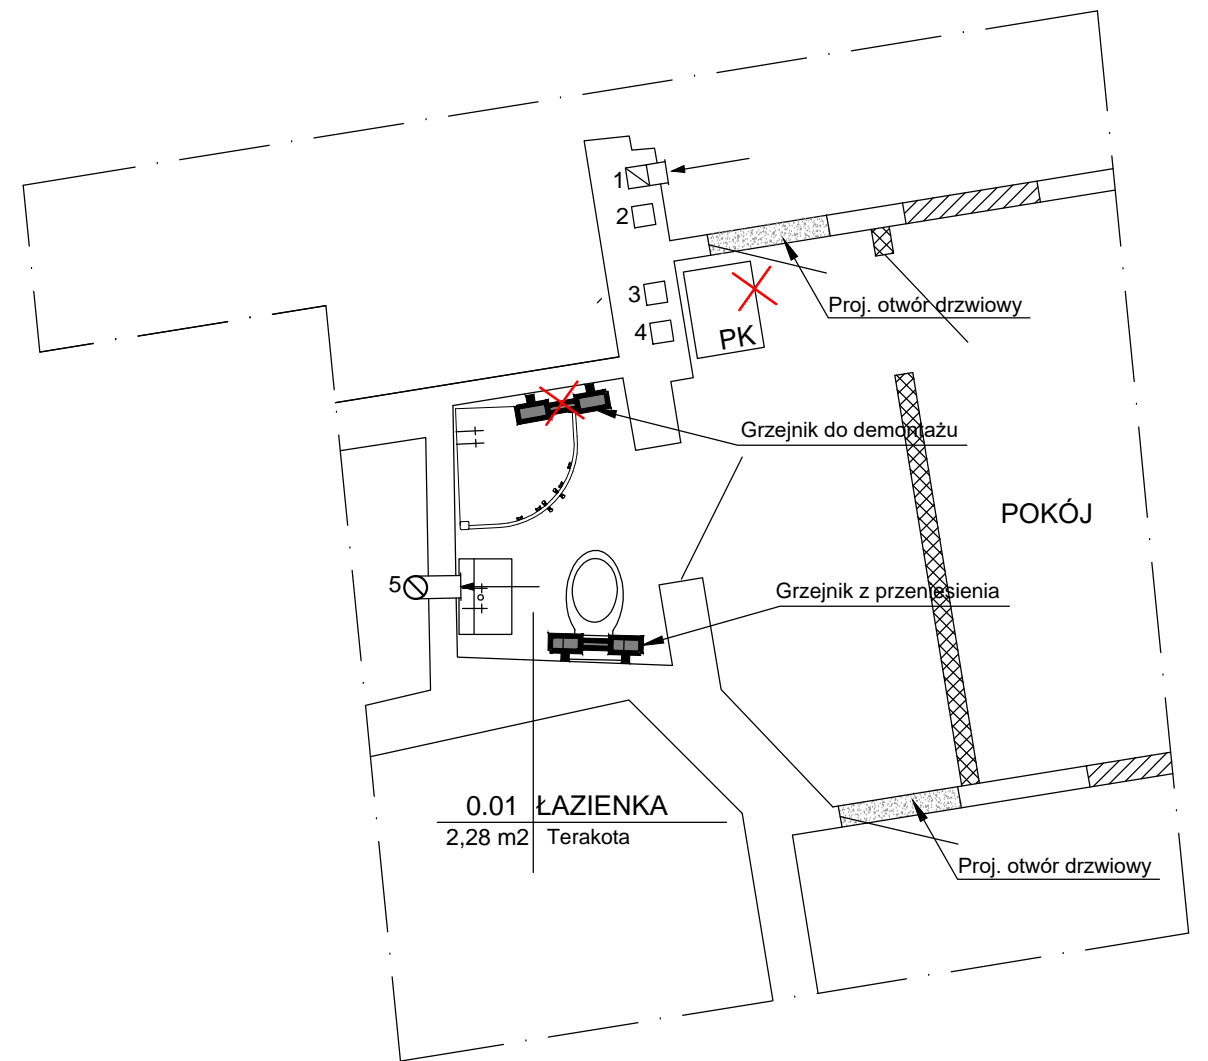 1
2
3
4
PK
Proj. otwór drzwiowy
Grzejnik do demontażu
POKÓJ
5
Grzejnik z przeniesienia
0.01 ŁAZIENKA
2,28 m2 Terakota
Proj. otwór drzwiowy